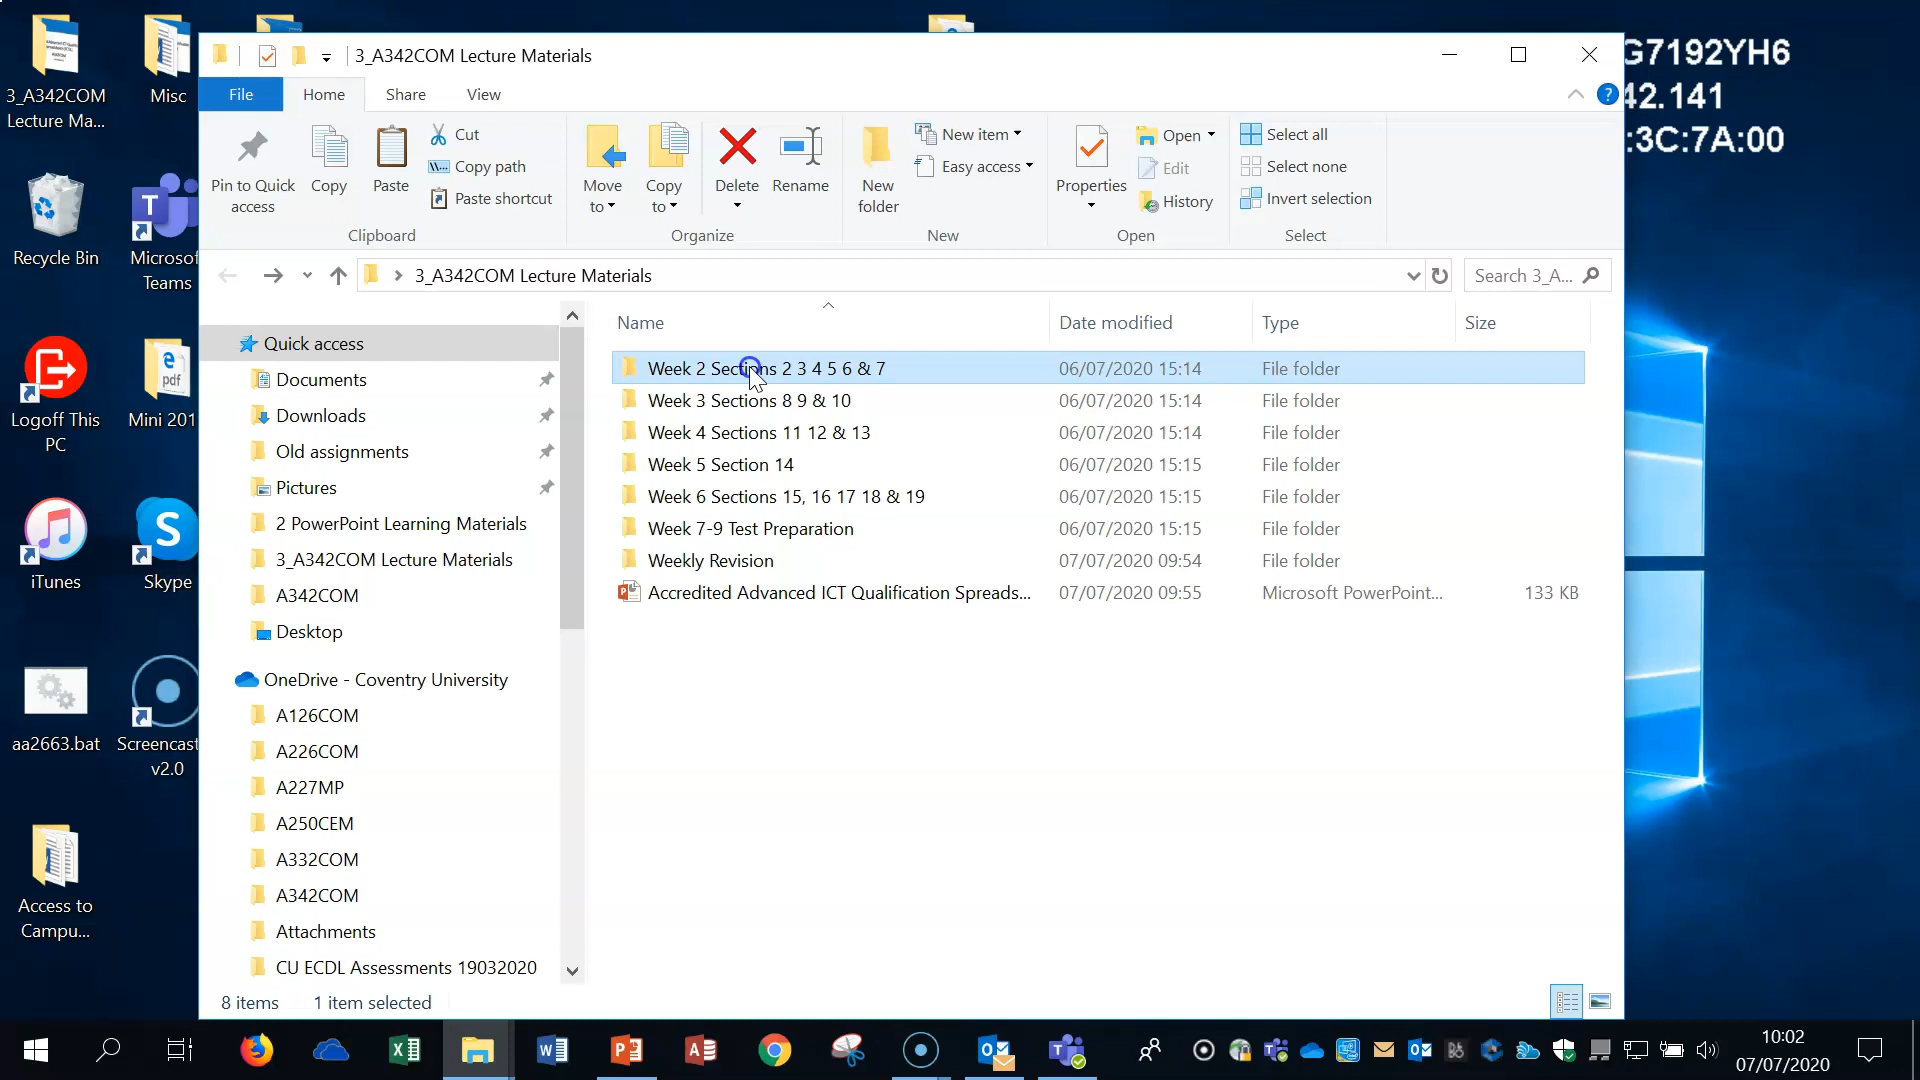 3_A342COM
Lecture Ma...
Misc
Recycle Bin
Microsof
Teams
Logoff This
PC
Mini 201
pdf
iTunes
Skype
aa2663.bat
Screencast
v2.0
Access to
Campu...
G7192YH6
42.141
:3C:7A:00
3_A342COM Lecture Materials
File
Home
Share
View
Pin to Quick
access
Copy
Paste
Cut
Copy path
Paste shortcut
Clipboard
Move
to
Copy
to
Delete
Rename
Organize
New
folder
New item
Easy access
New
Properties
Open
Edit
History
Open
Select all
Select none
Invert selection
Select
3_A342COM Lecture Materials
Search 3_A...
Quick access
Documents
Downloads
Old assignments
Pictures
2 PowerPoint Learning Materials
3_A342COM Lecture Materials
A342COM
Desktop
OneDrive - Coventry University
A126COM
A226COM
A227MP
A250CEM
A332COM
A342COM
Attachments
CU ECDL Assessments 19032020
Name Date modified Type Size
Week 2 Sections 2 3 4 5 6 & 7 06/07/2020 15:14 File folder
Week 3 Sections 8 9 & 10 06/07/2020 15:14 File folder
Week 4 Sections 11 12 & 13 06/07/2020 15:14 File folder
Week 5 Section 14 06/07/2020 15:15 File folder
Week 6 Sections 15, 16 17 18 & 19 06/07/2020 15:15 File folder
Week 7-9 Test Preparation 06/07/2020 15:15 File folder
Weekly Revision 07/07/2020 09:54 File folder
Accredited Advanced ICT Qualification Spreads... 07/07/2020 09:55 Microsoft PowerPoint... 133 KB
8 items 1 item selected
10:02
07/07/2020